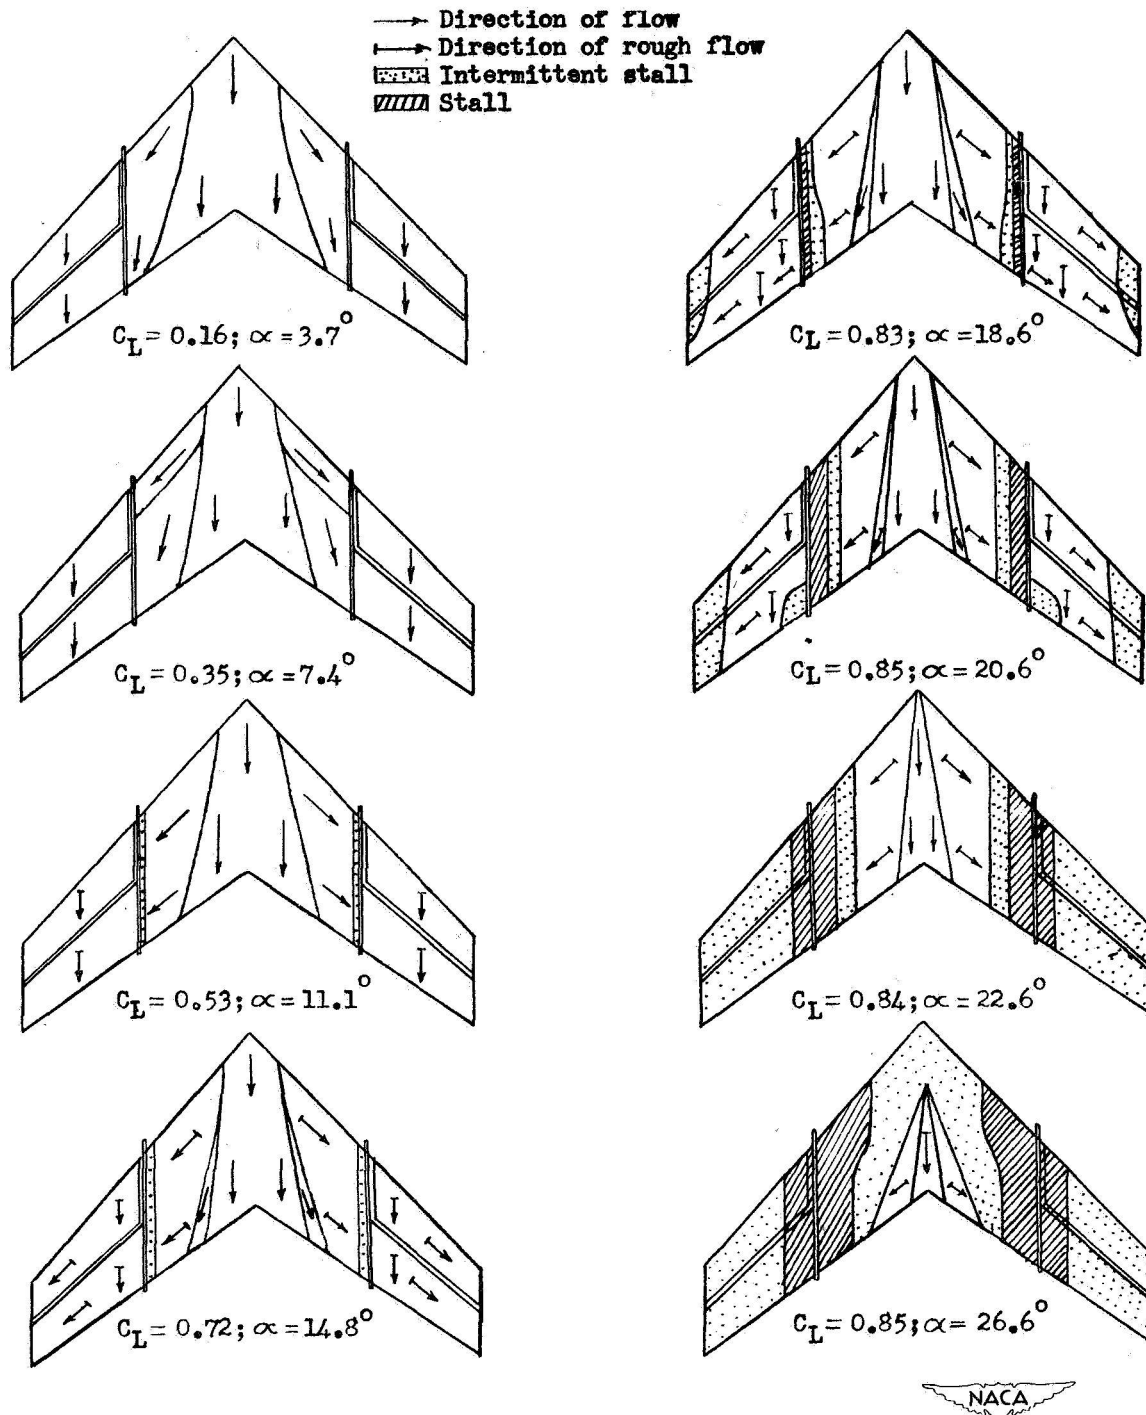 Direction of flow
Direction of rough flow
Intermittent stall
Stall
C_L = 0.16; α = 3.7°
C_L = 0.83; α = 18.6°
C_L = 0.35; α = 7.4°
C_L = 0.85; α = 20.6°
C_L = 0.53; α = 11.1°
C_L = 0.84; α = 22.6°
C_L = 0.72; α = 14.8°
C_L = 0.85; α = 26.6°
NACA